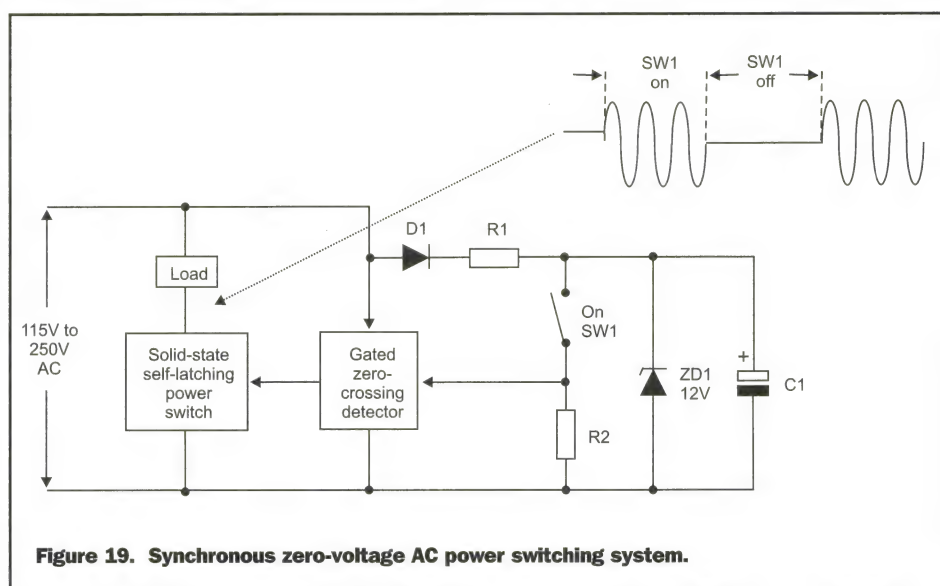 SW1
on
SW1
off
D1
R1
Load
On
SW1
115V to
250V
AC
Solid-state
self-latching
power
switch
Gated
zero-
crossing
detector
ZD1
12V
+
C1
R2
Figure 19. Synchronous zero-voltage AC power switching system.